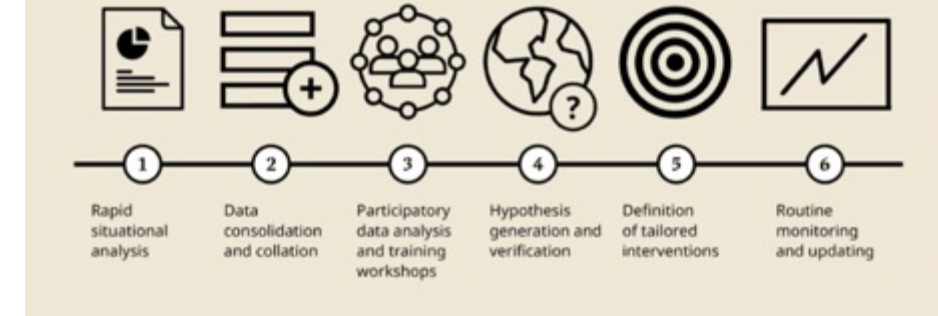 ?
1
2
3
4
5
6
Rapid
situational
analysis
Data
consolidation
and collation
Participatory
data analysis
and training
workshops
Hypothesis
generation and
verification
Definition
of tailored
interventions
Routine
monitoring
and updating